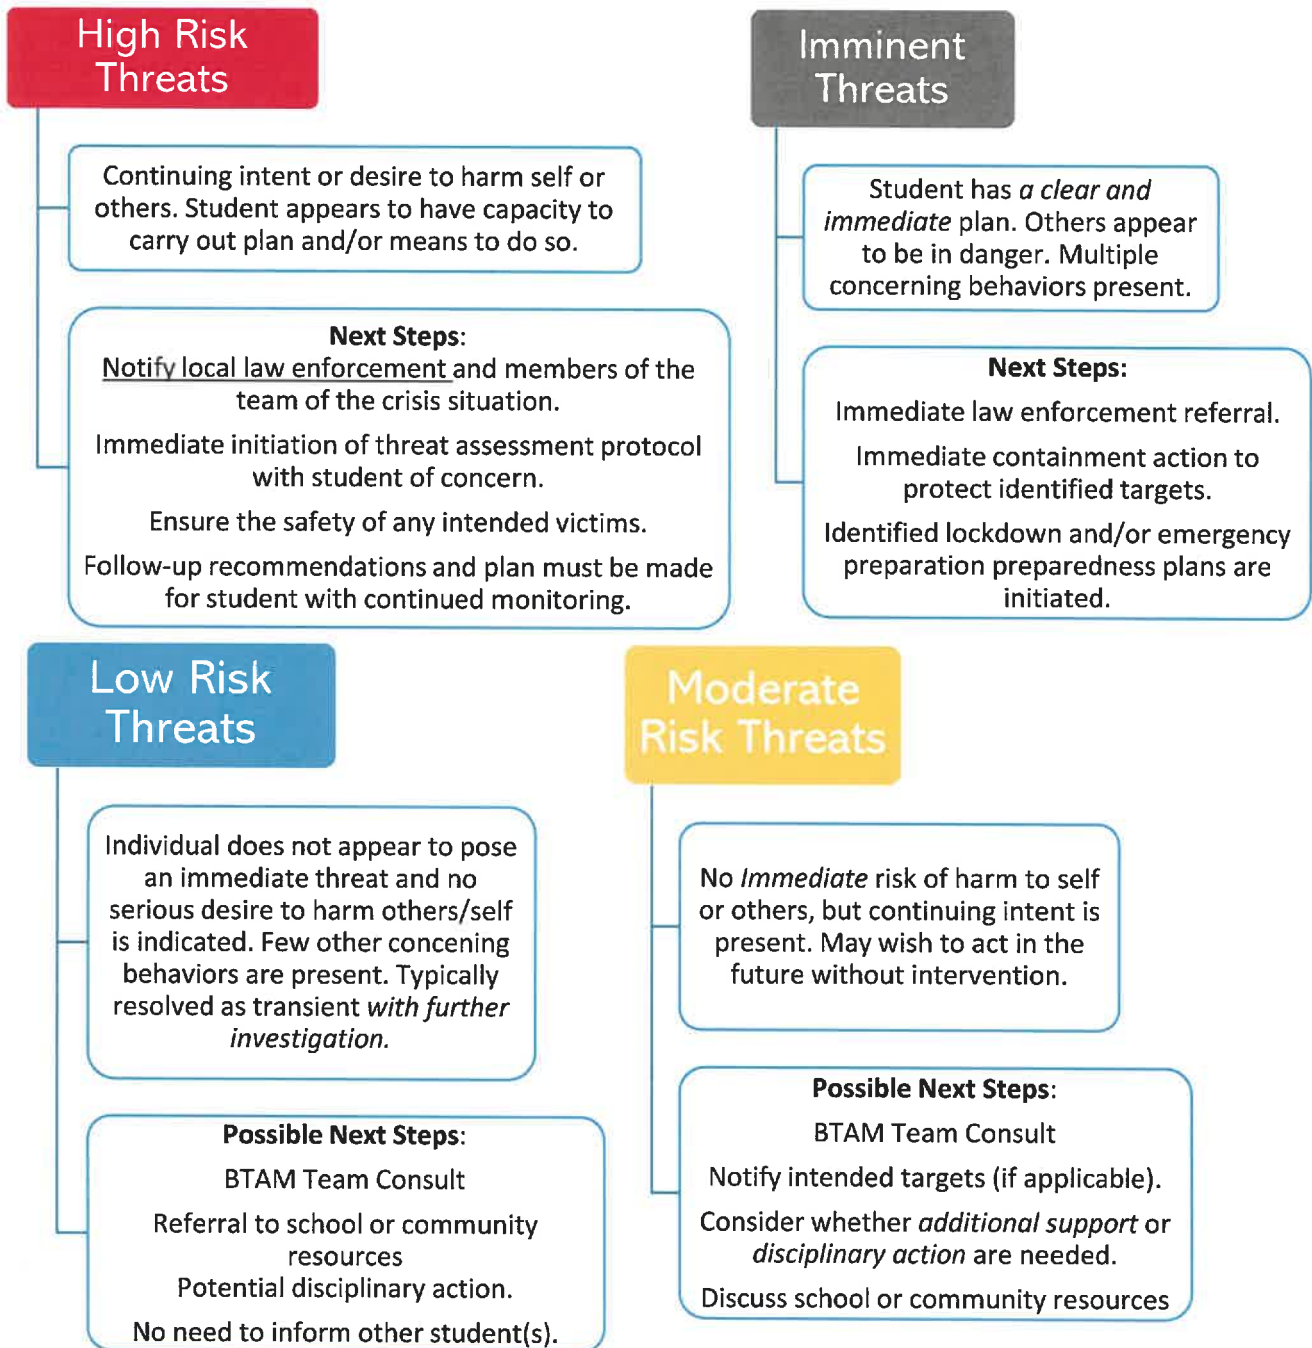 High Risk
Threats
Continuing intent or desire to harm self or
others. Student appears to have capacity to
carry out plan and/or means to do so.
Next Steps:
Notify local law enforcement and members of the
team of the crisis situation.
Immediate initiation of threat assessment protocol
with student of concern.
Ensure the safety of any intended victims.
Follow-up recommendations and plan must be made
for student with continued monitoring.
Imminent
Threats
Student has a clear and
immediate plan. Others appear
to be in danger. Multiple
concerning behaviors present.
Next Steps:
Immediate law enforcement referral.
Immediate containment action to
protect identified targets.
Identified lockdown and/or emergency
preparation preparedness plans are
initiated.
Low Risk
Threats
Individual does not appear to pose
an immediate threat and no
serious desire to harm others/self
is indicated. Few other concening
behaviors are present. Typically
resolved as transient with further
investigation.
Possible Next Steps:
BTAM Team Consult
Referral to school or community
resources
Potential disciplinary action.
No need to inform other student(s).
Moderate
Risk Threats
No Immediate risk of harm to self
or others, but continuing intent is
present. May wish to act in the
future without intervention.
Possible Next Steps:
BTAM Team Consult
Notify intended targets (if applicable).
Consider whether additional support or
disciplinary action are needed.
Discuss school or community resources